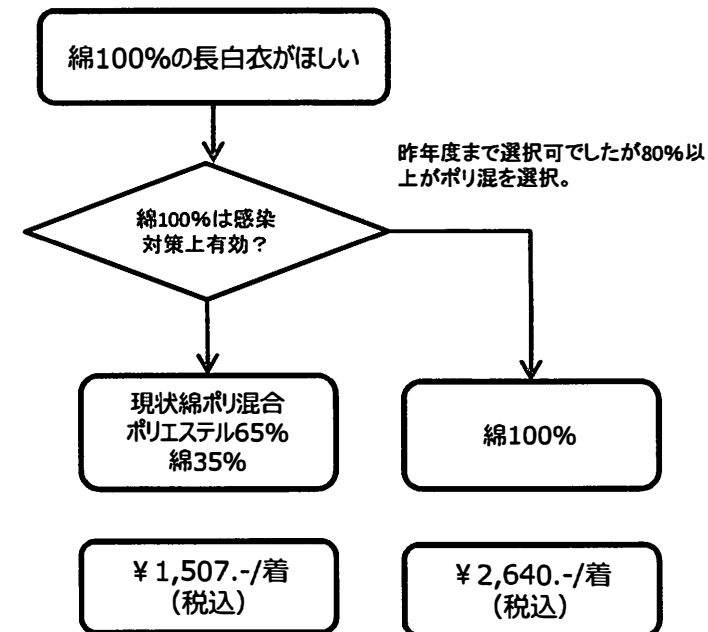 綿100%の長白衣がほしい
昨年度まで選択可でしたが80%以
上がポリ混を選択。
綿100%は感染
対策上有効？
現状綿ポリ混合
ポリエステル65%
綿35%
綿100%
¥1,507.-/着
（税込）
¥2,640.-/着
（税込）